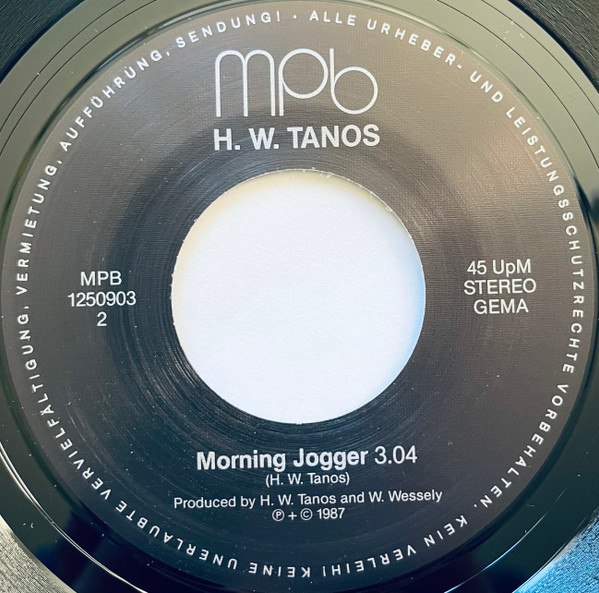 mpb
H. W. TANOS
MPB
1250903
2
45 UpM
STEREO
GEMA
Morning Jogger 3.04
(H. W. Tanos)
Produced by H. W. Tanos and W. Wessely
℗ + © 1987
ALLE URHEBER- UND LEISTUNGSSCHUTZRECHTE VORBEHALTEN. KEIN VERLEIH! KEINE UNERLAUBTE VERVIELFÄLTIGUNG, VERMIETUNG, AUFFÜHRUNG, SENDUNG! ·